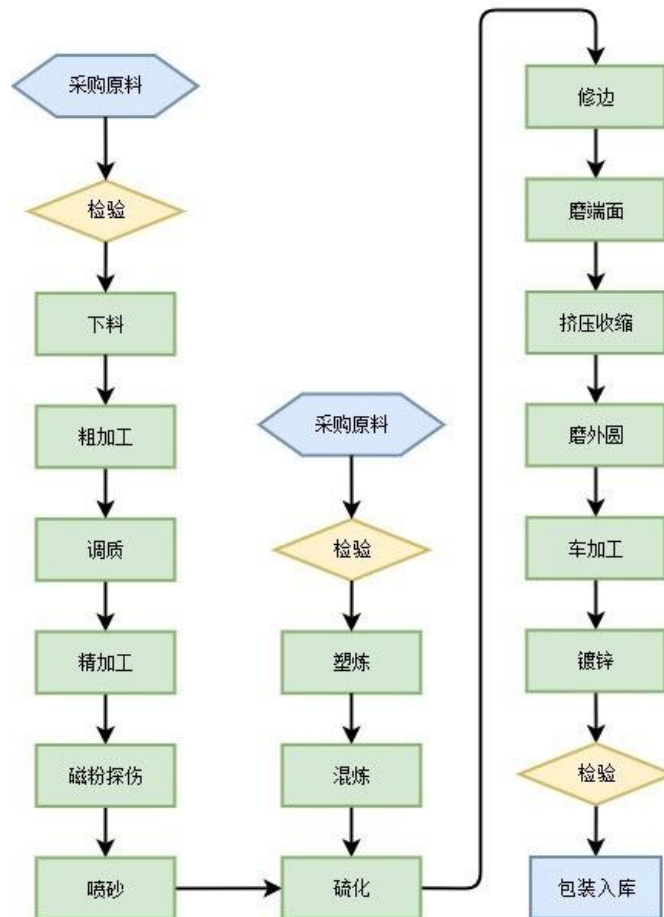 采购原料
检验
下料
粗加工
调质
精加工
磁粉探伤
喷砂
采购原料
检验
塑炼
混炼
硫化
修边
磨端面
挤压收缩
磨外圆
车加工
镀锌
检验
包装入库